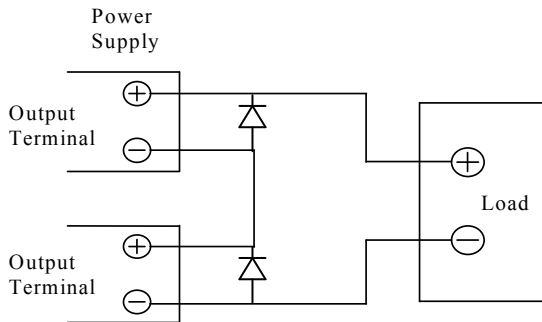 Power
Supply
+
Output
Terminal
−
+
Load
−
+
Output
Terminal
−